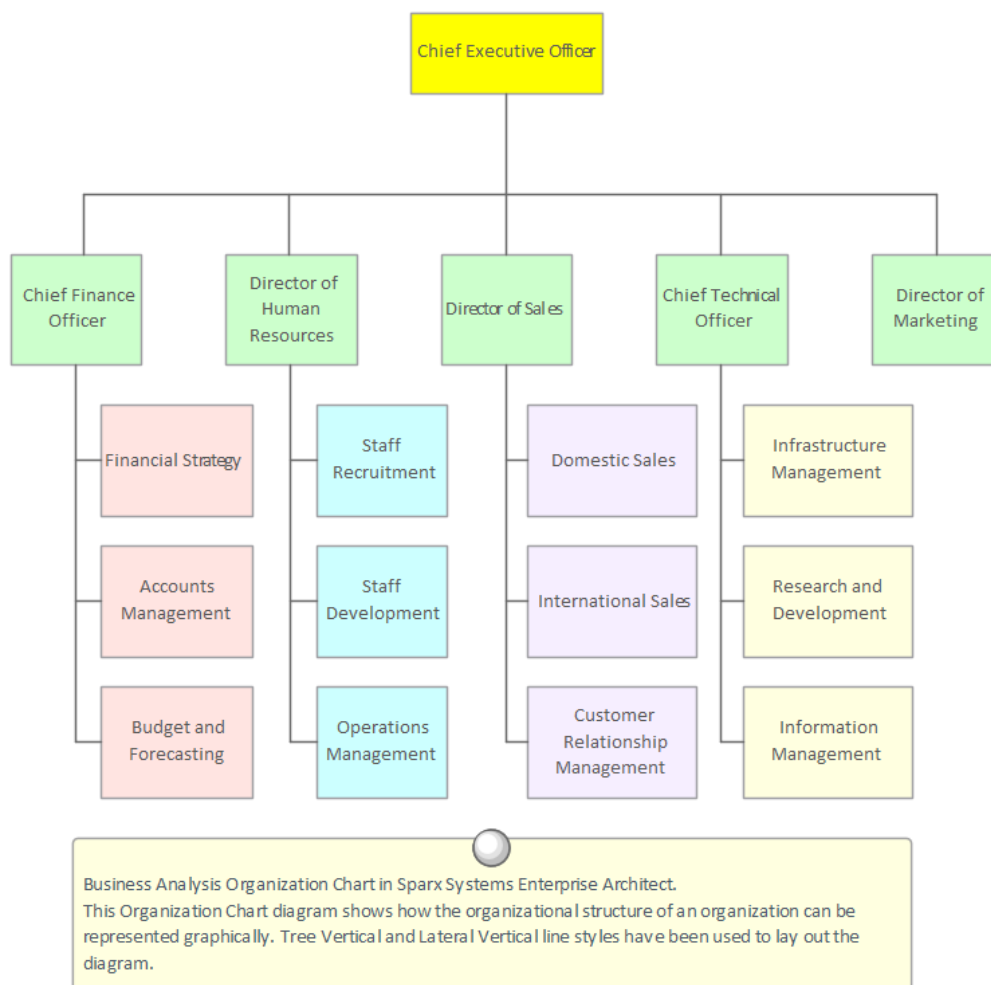 Chief Executive Officer
Chief Finance
Officer
Director of
Human
Resources
Director of Sales
Chief Technical
Officer
Director of
Marketing
Financial Strategy
Staff
Recruitment
Domestic Sales
Infrastructure
Management
Accounts
Management
Staff
Development
International Sales
Research and
Development
Budget and
Forecasting
Operations
Management
Customer
Relationship
Management
Information
Management
Business Analysis Organization Chart in Sparx Systems Enterprise Architect.
This Organization Chart diagram shows how the organizational structure of an organization can be
represented graphically. Tree Vertical and Lateral Vertical line styles have been used to lay out the
diagram.